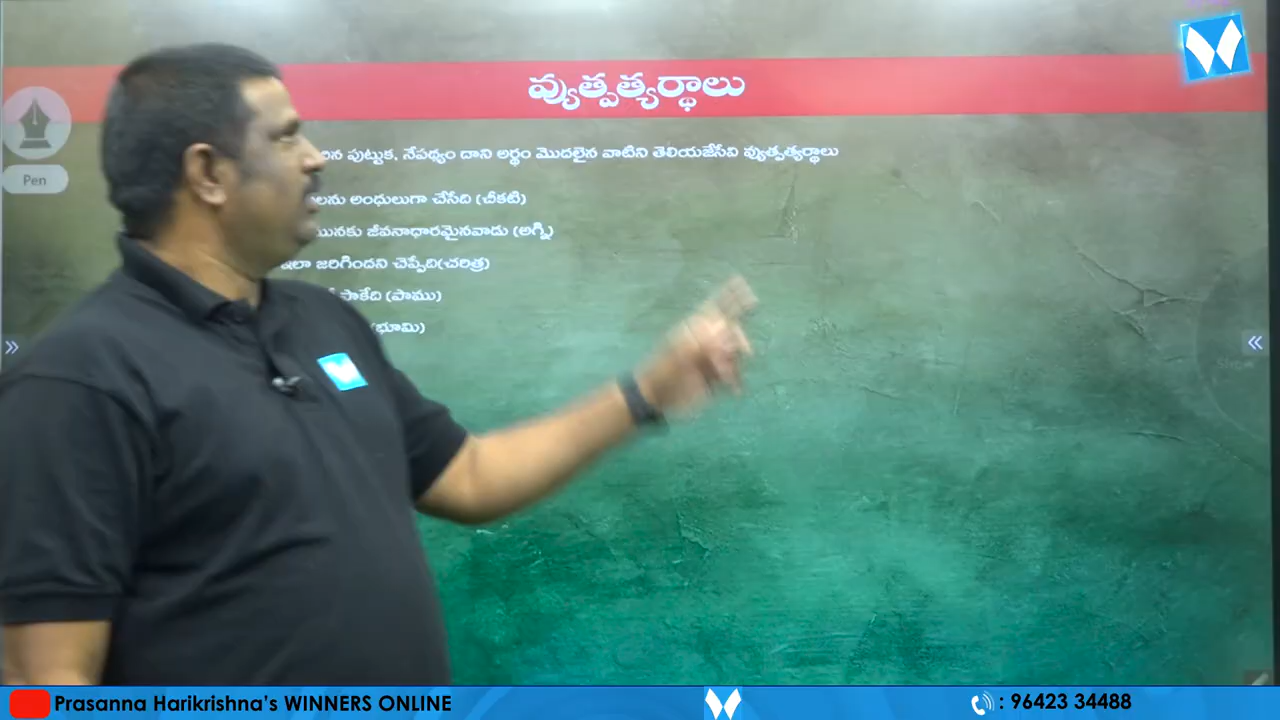 వ్యుత్పత్యర్థాలు
Pen
పుట్టుక, నేపథ్యం దాని అర్థం మొదలైన వాటిని తెలియజేసేవి వ్యుత్పత్యర్థాలు
అంధులుగా చేసేది (చీకటి)
జీవనాధారమైనవాడు (అగ్ని)
ఇలా జరిగిందని చెప్పేది(చరిత్ర)
పాకేది (పాము)
(భూమి)
Prasanna Harikrishna's WINNERS ONLINE
: 96423 34488